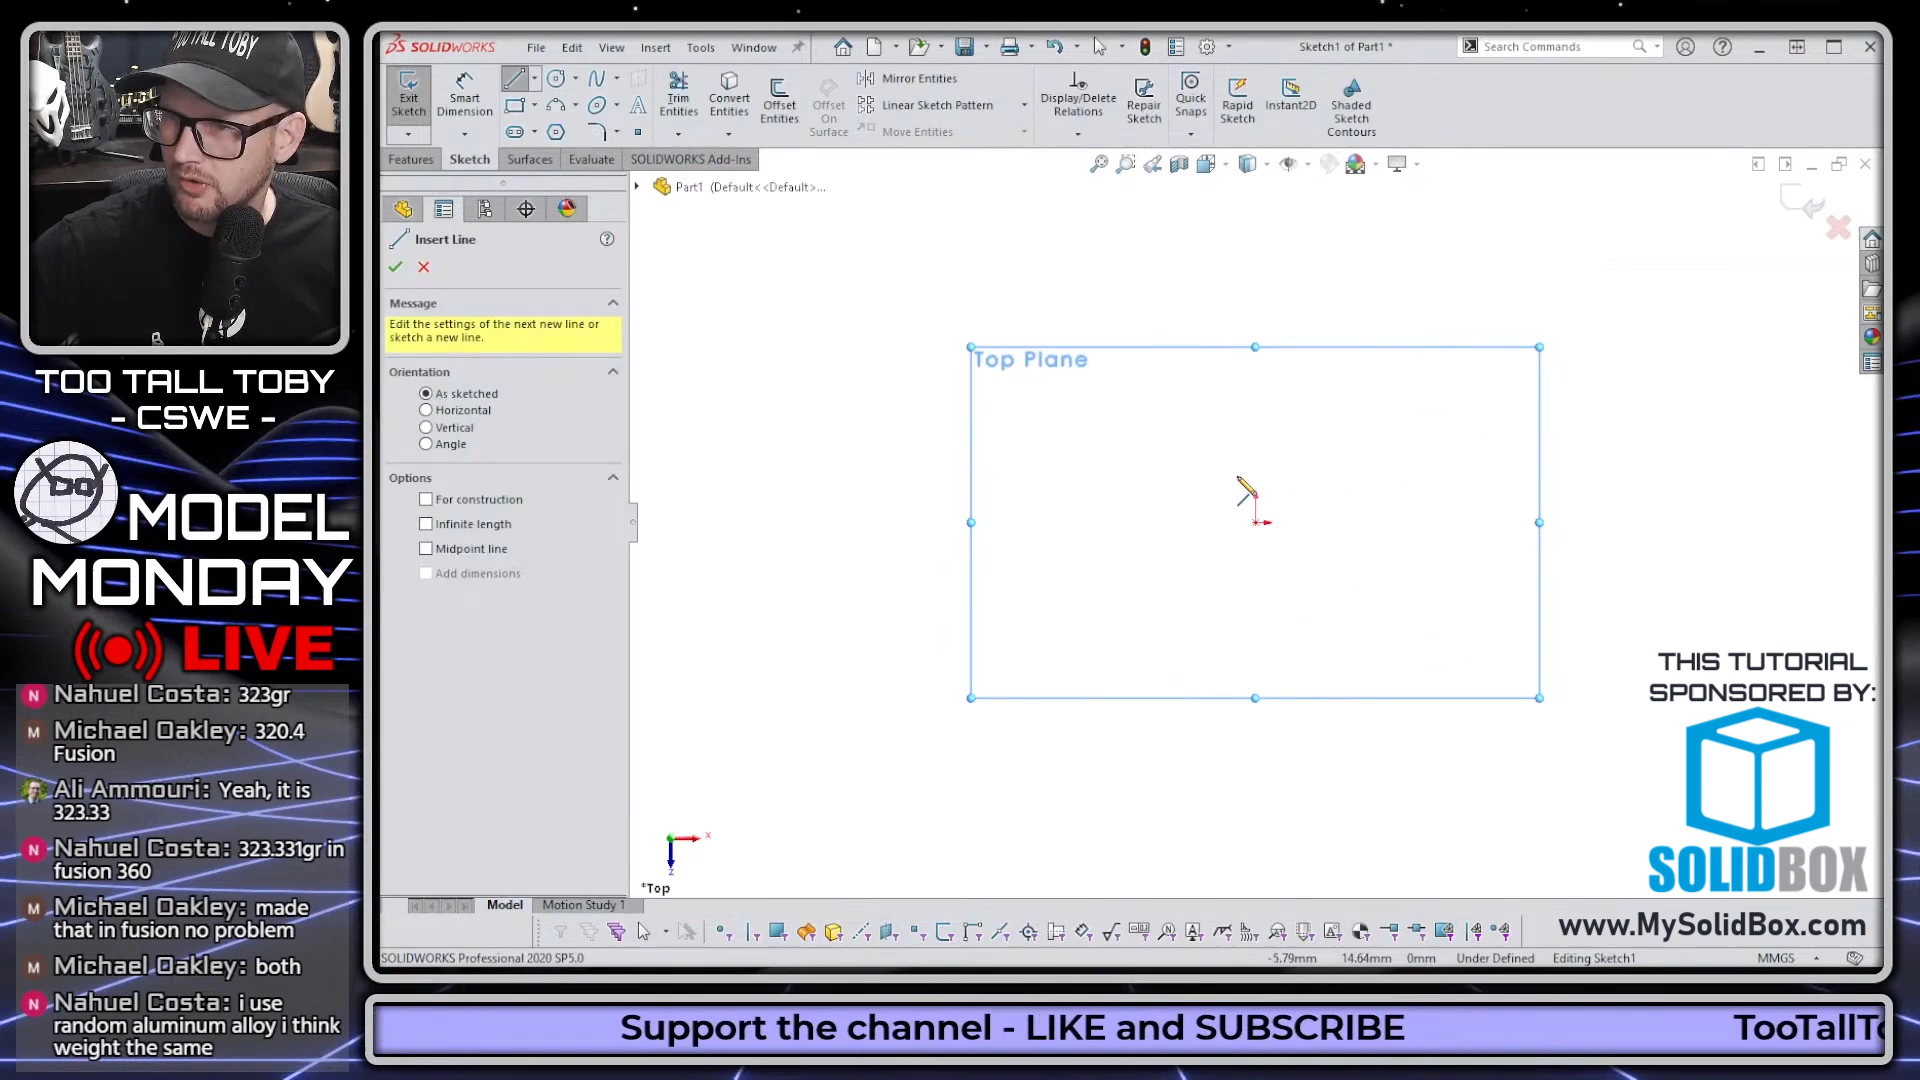 TOO TALL TOBY
TOO TALL TOBY
- CSWE -
MODEL
MONDAY
LIVE
Nahuel Costa: 323gr
Michael Oakley: 320.4
Fusion
Ali Ammouri: Yeah, it is
323.33
Nahuel Costa: 323.331gr in
fusion 360
Michael Oakley: made
that in fusion no problem
Michael Oakley: both
Nahuel Costa: i use
random aluminum alloy i think
weight the same
SOLIDWORKS File Edit View Insert Tools Window
Sketch1 of Part1 *
Search Commands
Exit Sketch
Smart Dimension
Trim Entities
Convert Entities
Offset Entities
Offset On Surface
Mirror Entities
Linear Sketch Pattern
Move Entities
Display/Delete Relations
Repair Sketch
Quick Snaps
Rapid Sketch
Instant2D
Shaded Sketch Contours
Features Sketch Surfaces Evaluate SOLIDWORKS Add-Ins
Part1 (Default<<Default>...
Insert Line
Message
Edit the settings of the next new line or
sketch a new line.
Orientation
As sketched
Horizontal
Vertical
Angle
Options
For construction
Infinite length
Midpoint line
Add dimensions
Top Plane
x
z
*Top
Model Motion Study 1
SOLIDWORKS Professional 2020 SP5.0
-5.79mm 14.64mm 0mm Under Defined Editing Sketch1 MMGS
THIS TUTORIAL
SPONSORED BY:
SOLIDBOX
www.MySolidBox.com
Support the channel - LIKE and SUBSCRIBE
TooTallTo